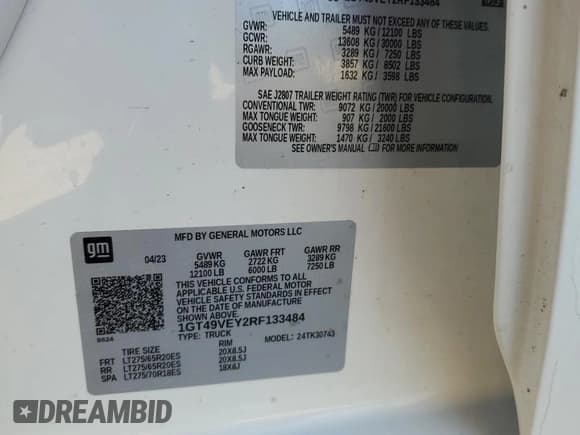 1GT49VEY2RF133484
VEHICLE AND TRAILER MUST NOT EXCEED ANY OF THESE VALUES:
GVWR: 5489 KG/ 12100 LBS
GCWR: 13608 KG/ 30000 LBS
RGAWR: 3289 KG/ 7250 LBS
CURB WEIGHT: 3857 KG/ 8502 LBS
MAX PAYLOAD: 1632 KG/ 3598 LBS
SAE J2807 TRAILER WEIGHT RATING (TWR) FOR VEHICLE CONFIGURATION.
CONVENTIONAL TWR: 9072 KG/ 20000 LBS
MAX TONGUE WT: 907 KG/ 2000 LBS
GOOSENECK TWR: 9798 KG/ 21600 LBS
MAX TONGUE WT: 1470 KG/ 3240 LBS
SEE OWNER'S MANUAL FOR MORE DETAILS.
gm
MFD BY GENERAL MOTORS LLC
04/23 GVWR GAWR FRT GAWR RR
5489 KG 2722 KG 3289 KG
12100 LB 6000 LB 7250 LB
THIS VEHICLE CONFORMS TO ALL
APPLICABLE U.S. FEDERAL MOTOR
VEHICLE SAFETY STANDARDS IN EFFECT
ON THE DATE OF MANUFACTURE
SHOWN ABOVE.
1GT49VEY2RF133484
TYPE: TRUCK 24TK30743
TIRE SIZE RIM
FRT LT275/65R20ES 20X8.5J
RR LT275/65R20ES 20X8.5J
SPA LT275/70R18ES 18X8J
DREAMBID